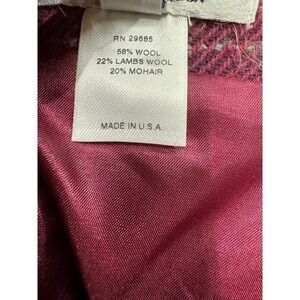 RN 29685
58% WOOL
22% LAMBS WOOL
20% MOHAIR
MADE IN U.S.A.